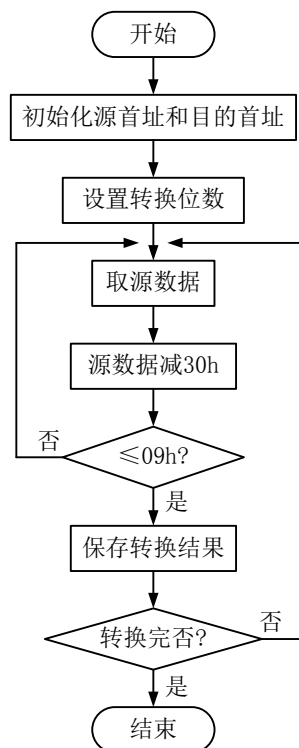 开始
初始化源首址和目的首址
设置转换位数
取源数据
源数据减30h
≤09h?
否
是
保存转换结果
转换完否?
否
是
结束